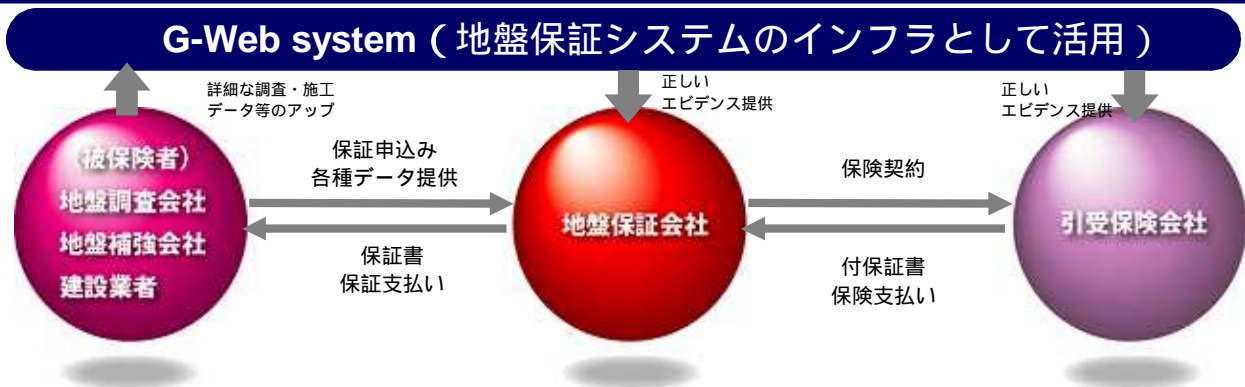 G-Web system（地盤保証システムのインフラとして活用）
詳細な調査・施工
データ等のアップ
正しい
エビデンス提供
正しい
エビデンス提供
（被保険者）
地盤調査会社
地盤補強会社
建設業者
保証申込み
各種データ提供
保証書
保証支払い
地盤保証会社
保険契約
付保証書
保険支払い
引受保険会社